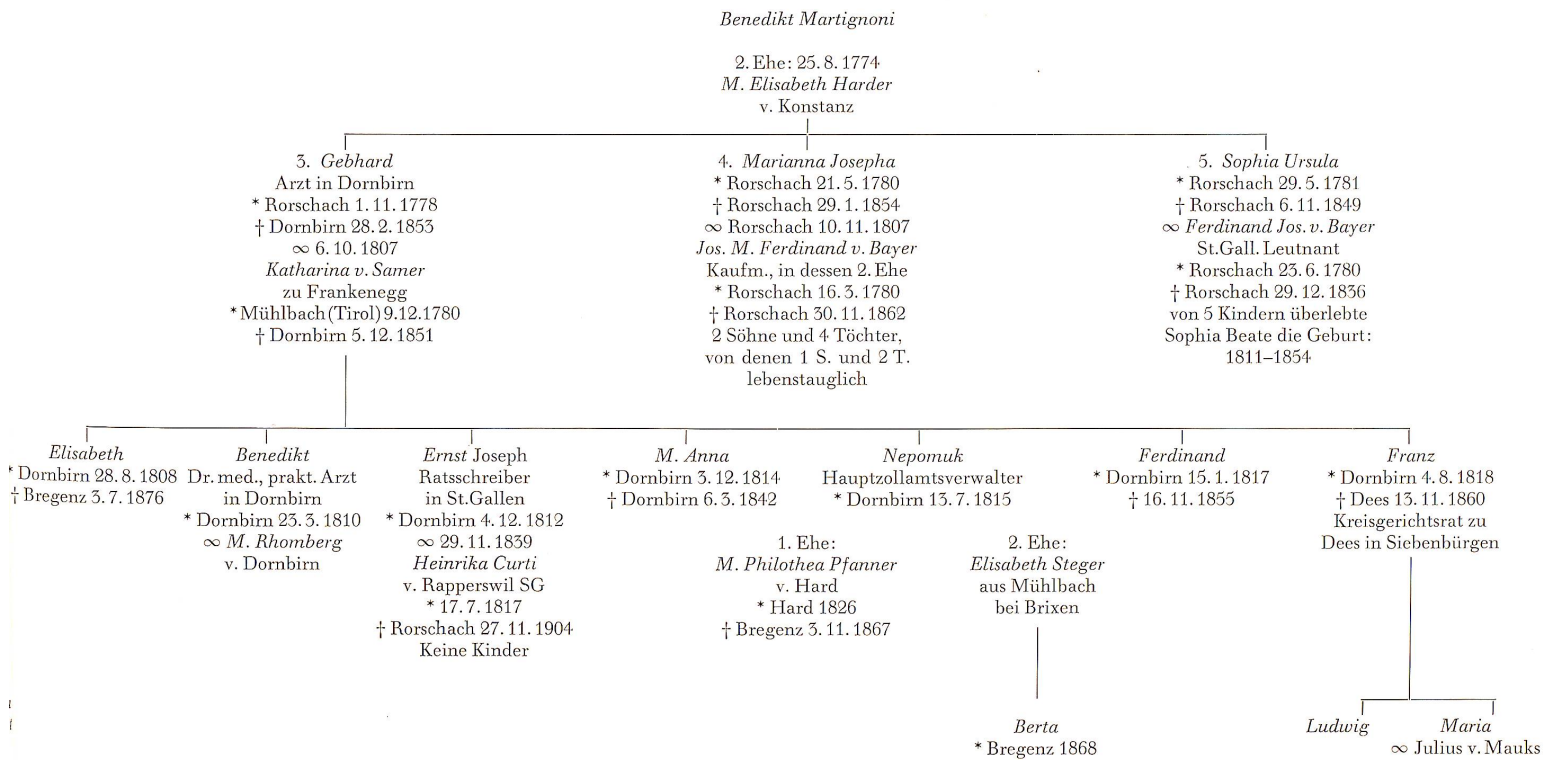 Benedikt Martignoni
2. Ehe: 25. 8. 1774
M. Elisabeth Harder
v. Konstanz
3. Gebhard
Arzt in Dornbirn
* Rorschach 1. 11. 1778
† Dornbirn 28. 2. 1853
∞ 6. 10. 1807
Katharina v. Samer
zu Frankenegg
* Mühlbach (Tirol) 9.12.1780
† Dornbirn 5. 12. 1851
4. Marianna Josepha
* Rorschach 21. 5. 1780
† Rorschach 29. 1. 1854
∞ Rorschach 10. 11. 1807
Jos. M. Ferdinand v. Bayer
Kaufm., in dessen 2. Ehe
* Rorschach 16. 3. 1780
† Rorschach 30. 11. 1862
2 Söhne und 4 Töchter,
von denen 1 S. und 2 T.
lebenstauglich
5. Sophia Ursula
* Rorschach 29. 5. 1781
† Rorschach 6. 11. 1849
∞ Ferdinand Jos. v. Bayer
St.Gall. Leutnant
* Rorschach 23. 6. 1780
† Rorschach 29. 12. 1836
von 5 Kindern überlebte
Sophia Beate die Geburt:
1811–1854
Elisabeth
* Dornbirn 28. 8. 1808
† Bregenz 3. 7. 1876
Benedikt
Dr. med., prakt. Arzt
in Dornbirn
* Dornbirn 23. 3. 1810
∞ M. Rhomberg
v. Dornbirn
Ernst Joseph
Ratsschreiber
in St.Gallen
* Dornbirn 4. 12. 1812
∞ 29. 11. 1839
Heinrika Curti
v. Rapperswil SG
* 17. 7. 1817
† Rorschach 27. 11. 1904
Keine Kinder
M. Anna
* Dornbirn 3. 12. 1814
† Dornbirn 6. 3. 1842
Nepomuk
Hauptzollamtsverwalter
* Dornbirn 13. 7. 1815
1. Ehe:
M. Philothea Pfanner
v. Hard
* Hard 1826
† Bregenz 3. 11. 1867
2. Ehe:
Elisabeth Steger
aus Mühlbach
bei Brixen
Berta
* Bregenz 1868
Ferdinand
* Dornbirn 15. 1. 1817
† 16. 11. 1855
Franz
* Dornbirn 4. 8. 1818
† Dees 13. 11. 1860
Kreisgerichtsrat zu
Dees in Siebenbürgen
Ludwig
Maria
∞ Julius v. Mauks